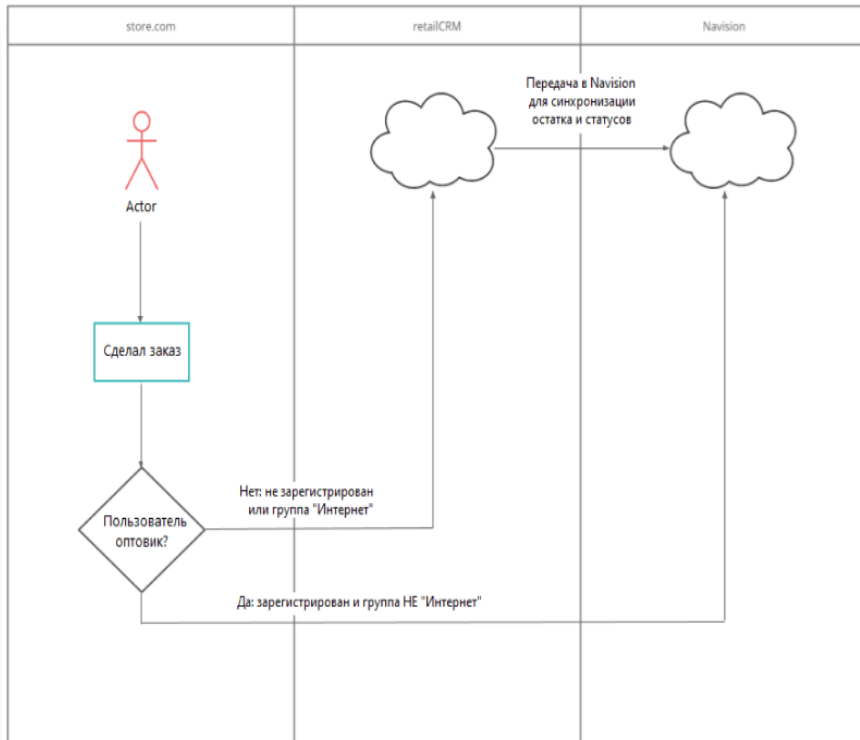 store.com
retailCRM
Navision
Передача в Navision
для синхронизации
остатка и статусов
Actor
Сделал заказ
Нет: не зарегистрирован
или группа "Интернет"
Пользователь
оптовик?
Да: зарегистрирован и группа НЕ "Интернет"